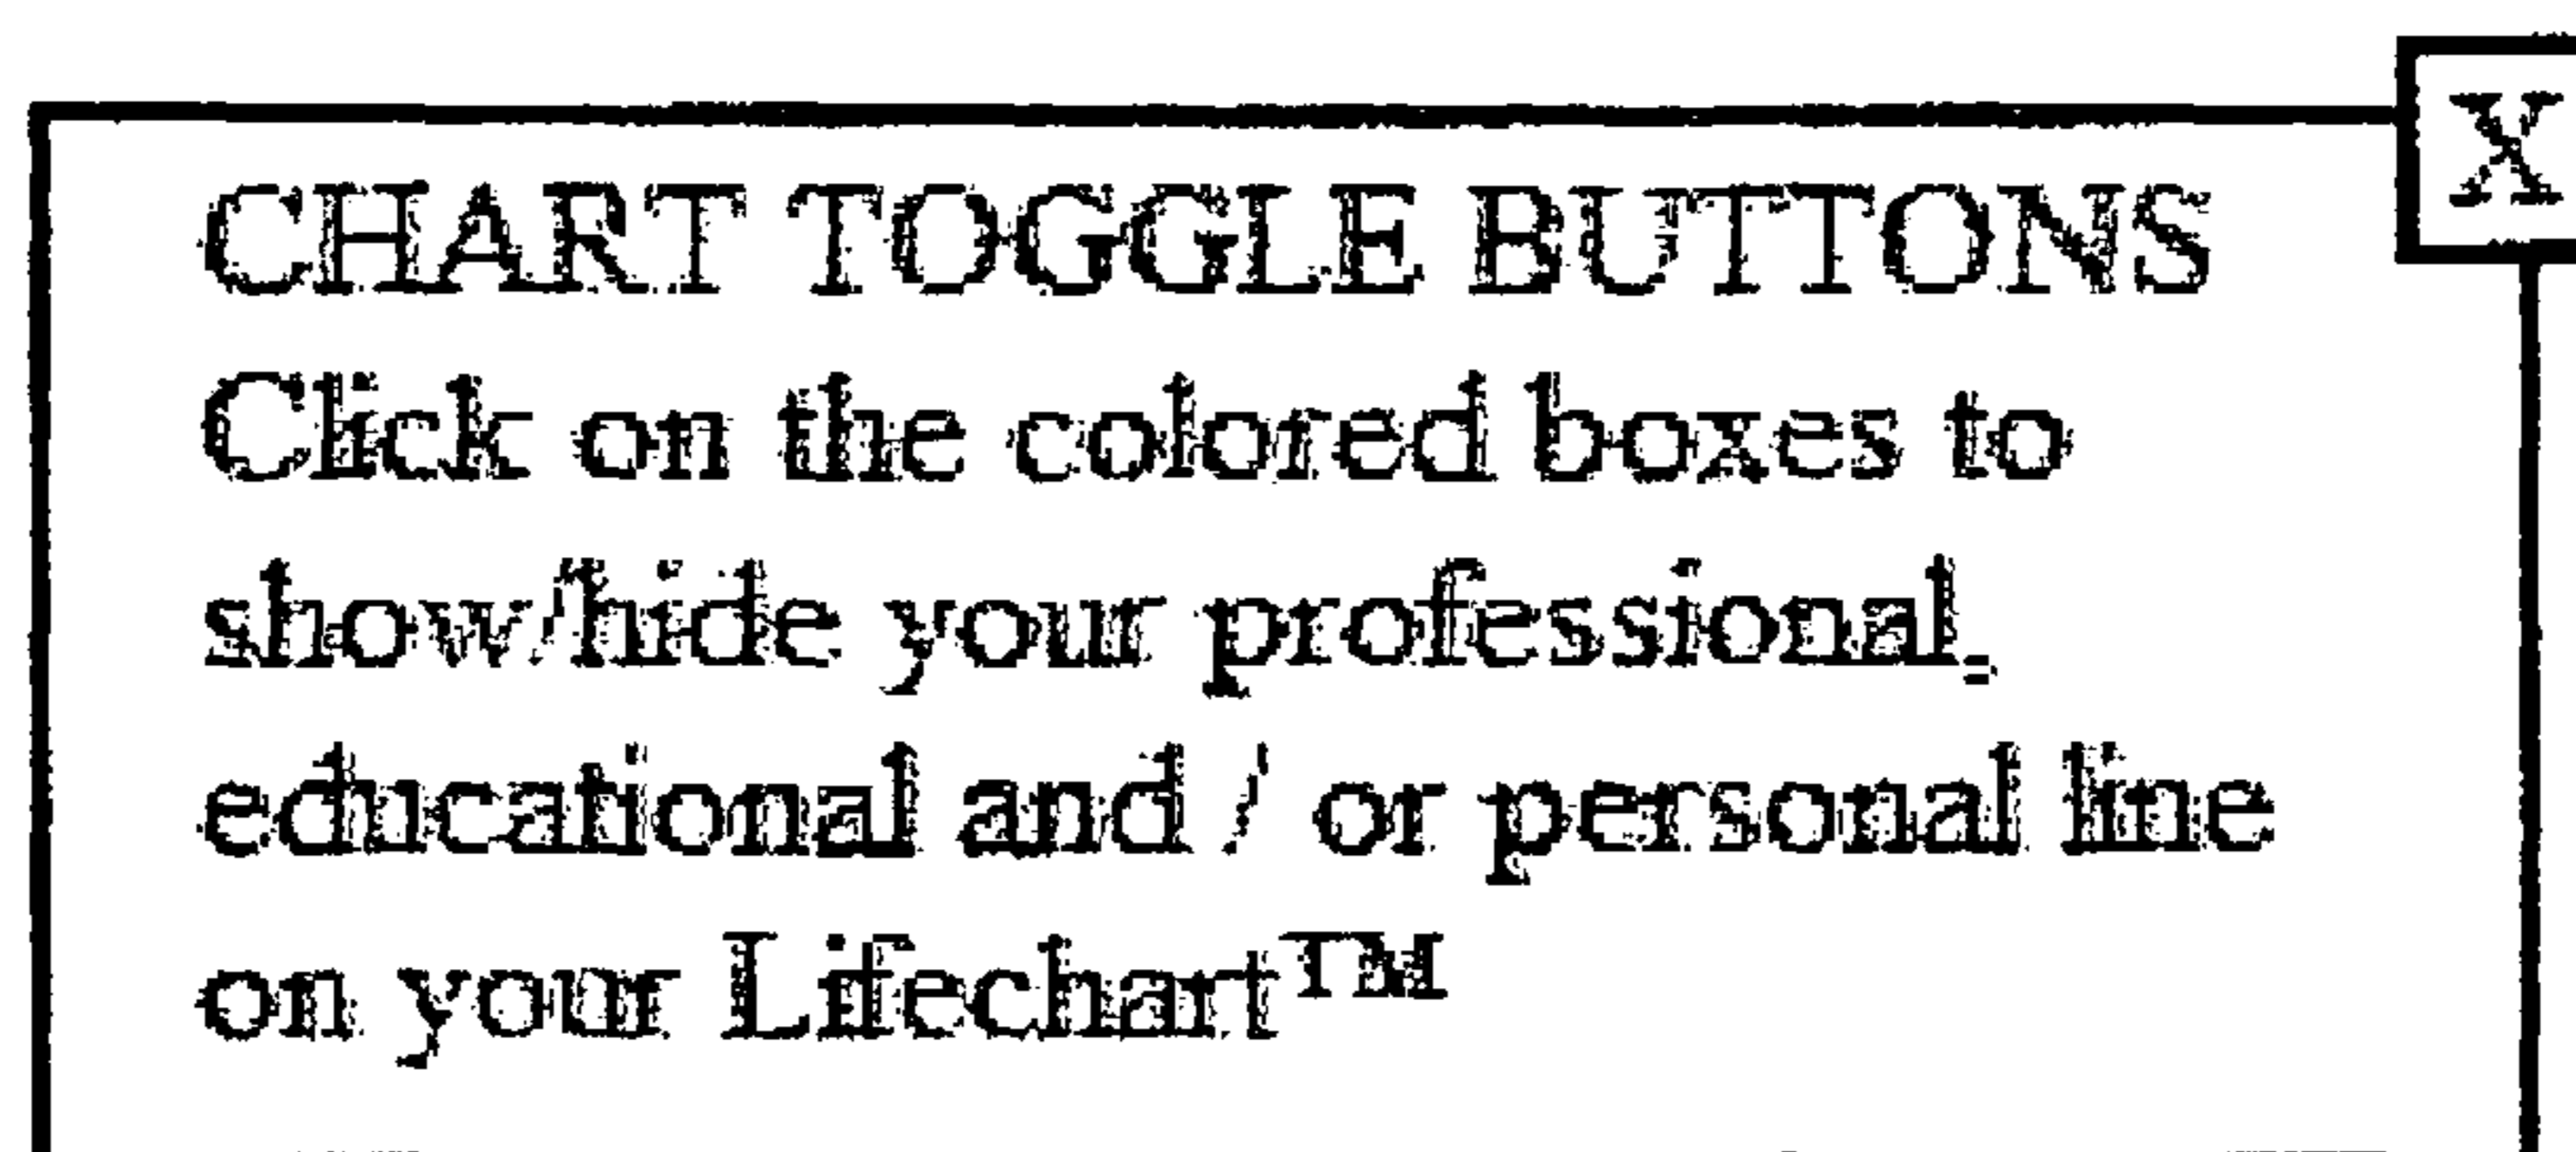 X
CHART TOGGLE BUTTONS
Click on the colored boxes to
show/hide your professional,
educational and / or personal line
on your Lifechart™